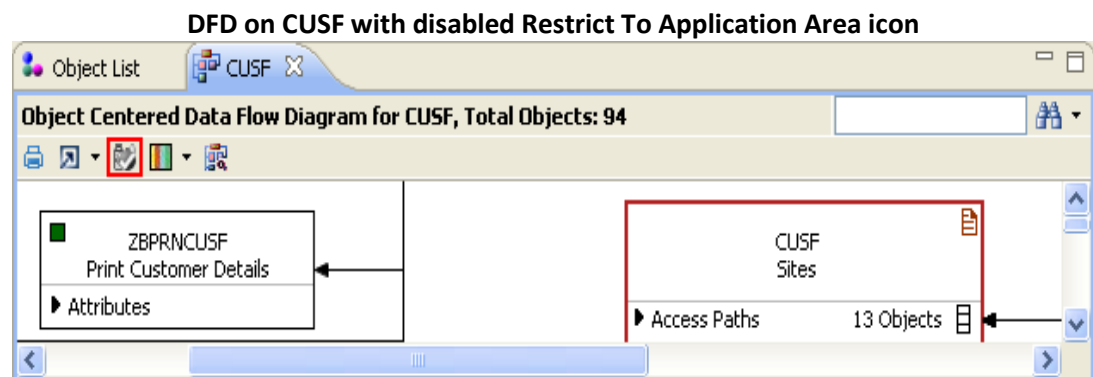 DFD on CUSF with disabled Restrict To Application Area icon
Object List
CUSF
Object Centered Data Flow Diagram for CUSF, Total Objects: 94
ZBPRNCUSF
Print Customer Details
Attributes
CUSF
Sites
Access Paths 13 Objects